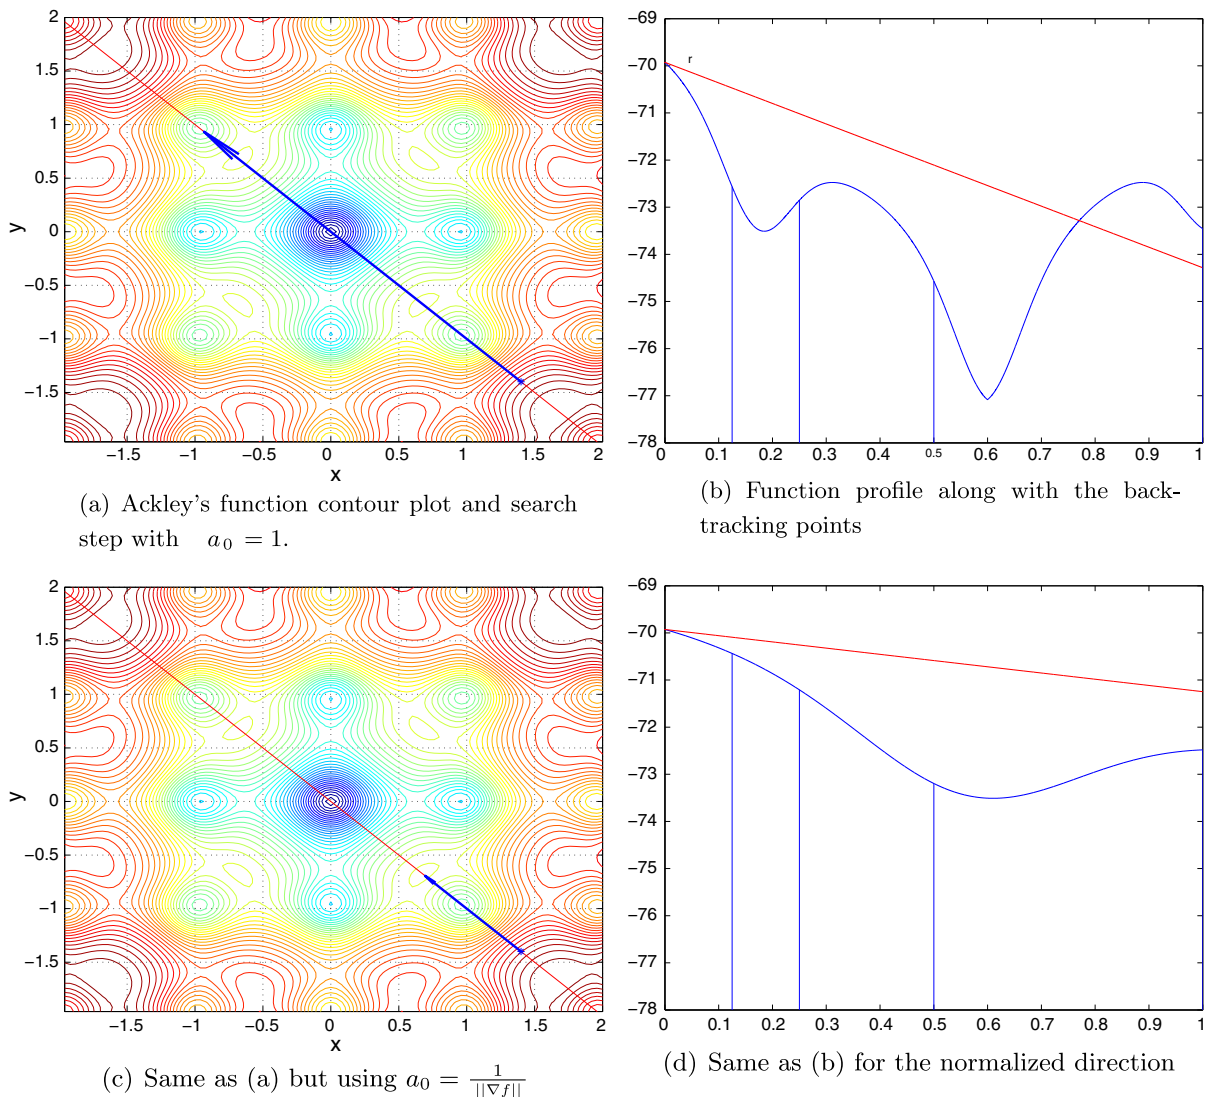 2
1.5
1
0.5
0
−0.5
−1
−1.5
y
−1.5 −1 −0.5 0 0.5 1 1.5 2
x
(a) Ackley's function contour plot and search
step with a₀ = 1.
−69
−70
−71
−72
−73
−74
−75
−76
−77
−78
r
0 0.1 0.2 0.3 0.4 0.5 0.6 0.7 0.8 0.9 1
(b) Function profile along with the back-
tracking points
2
1.5
1
0.5
0
−0.5
−1
−1.5
y
−1.5 −1 −0.5 0 0.5 1 1.5 2
x
(c) Same as (a) but using a₀ = 1/||∇f||
−69
−70
−71
−72
−73
−74
−75
−76
−77
−78
0 0.1 0.2 0.3 0.4 0.5 0.6 0.7 0.8 0.9 1
(d) Same as (b) for the normalized direction